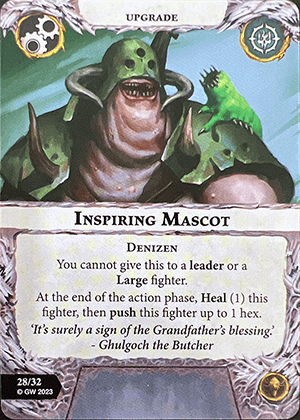 UPGRADE
INSPIRING MASCOT
DENIZEN
You cannot give this to a leader or a
Large fighter.
At the end of the action phase, Heal (1) this
fighter, then push this fighter up to 1 hex.
'It's surely a sign of the Grandfather's blessing.'
- Ghulgoch the Butcher
28/32
© GW 2023